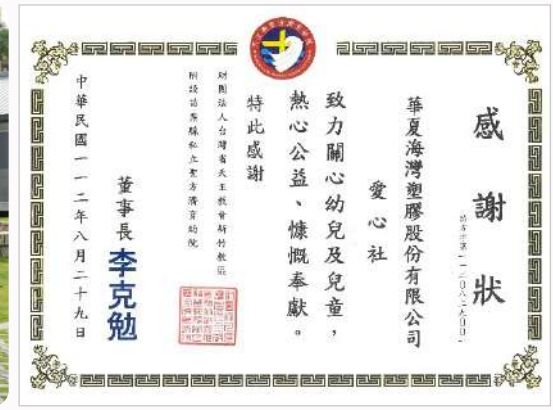 感謝狀
華夏海灣塑膠股份有限公司
愛心社
致力關心幼兒及兒童，
熱心公益、慷慨奉獻。
特此感謝
財團法人台灣省天主教會新竹教區
附設苗栗縣私立聖方濟育幼院
董事長 李克勉
中華民國一一二年八月二十九日